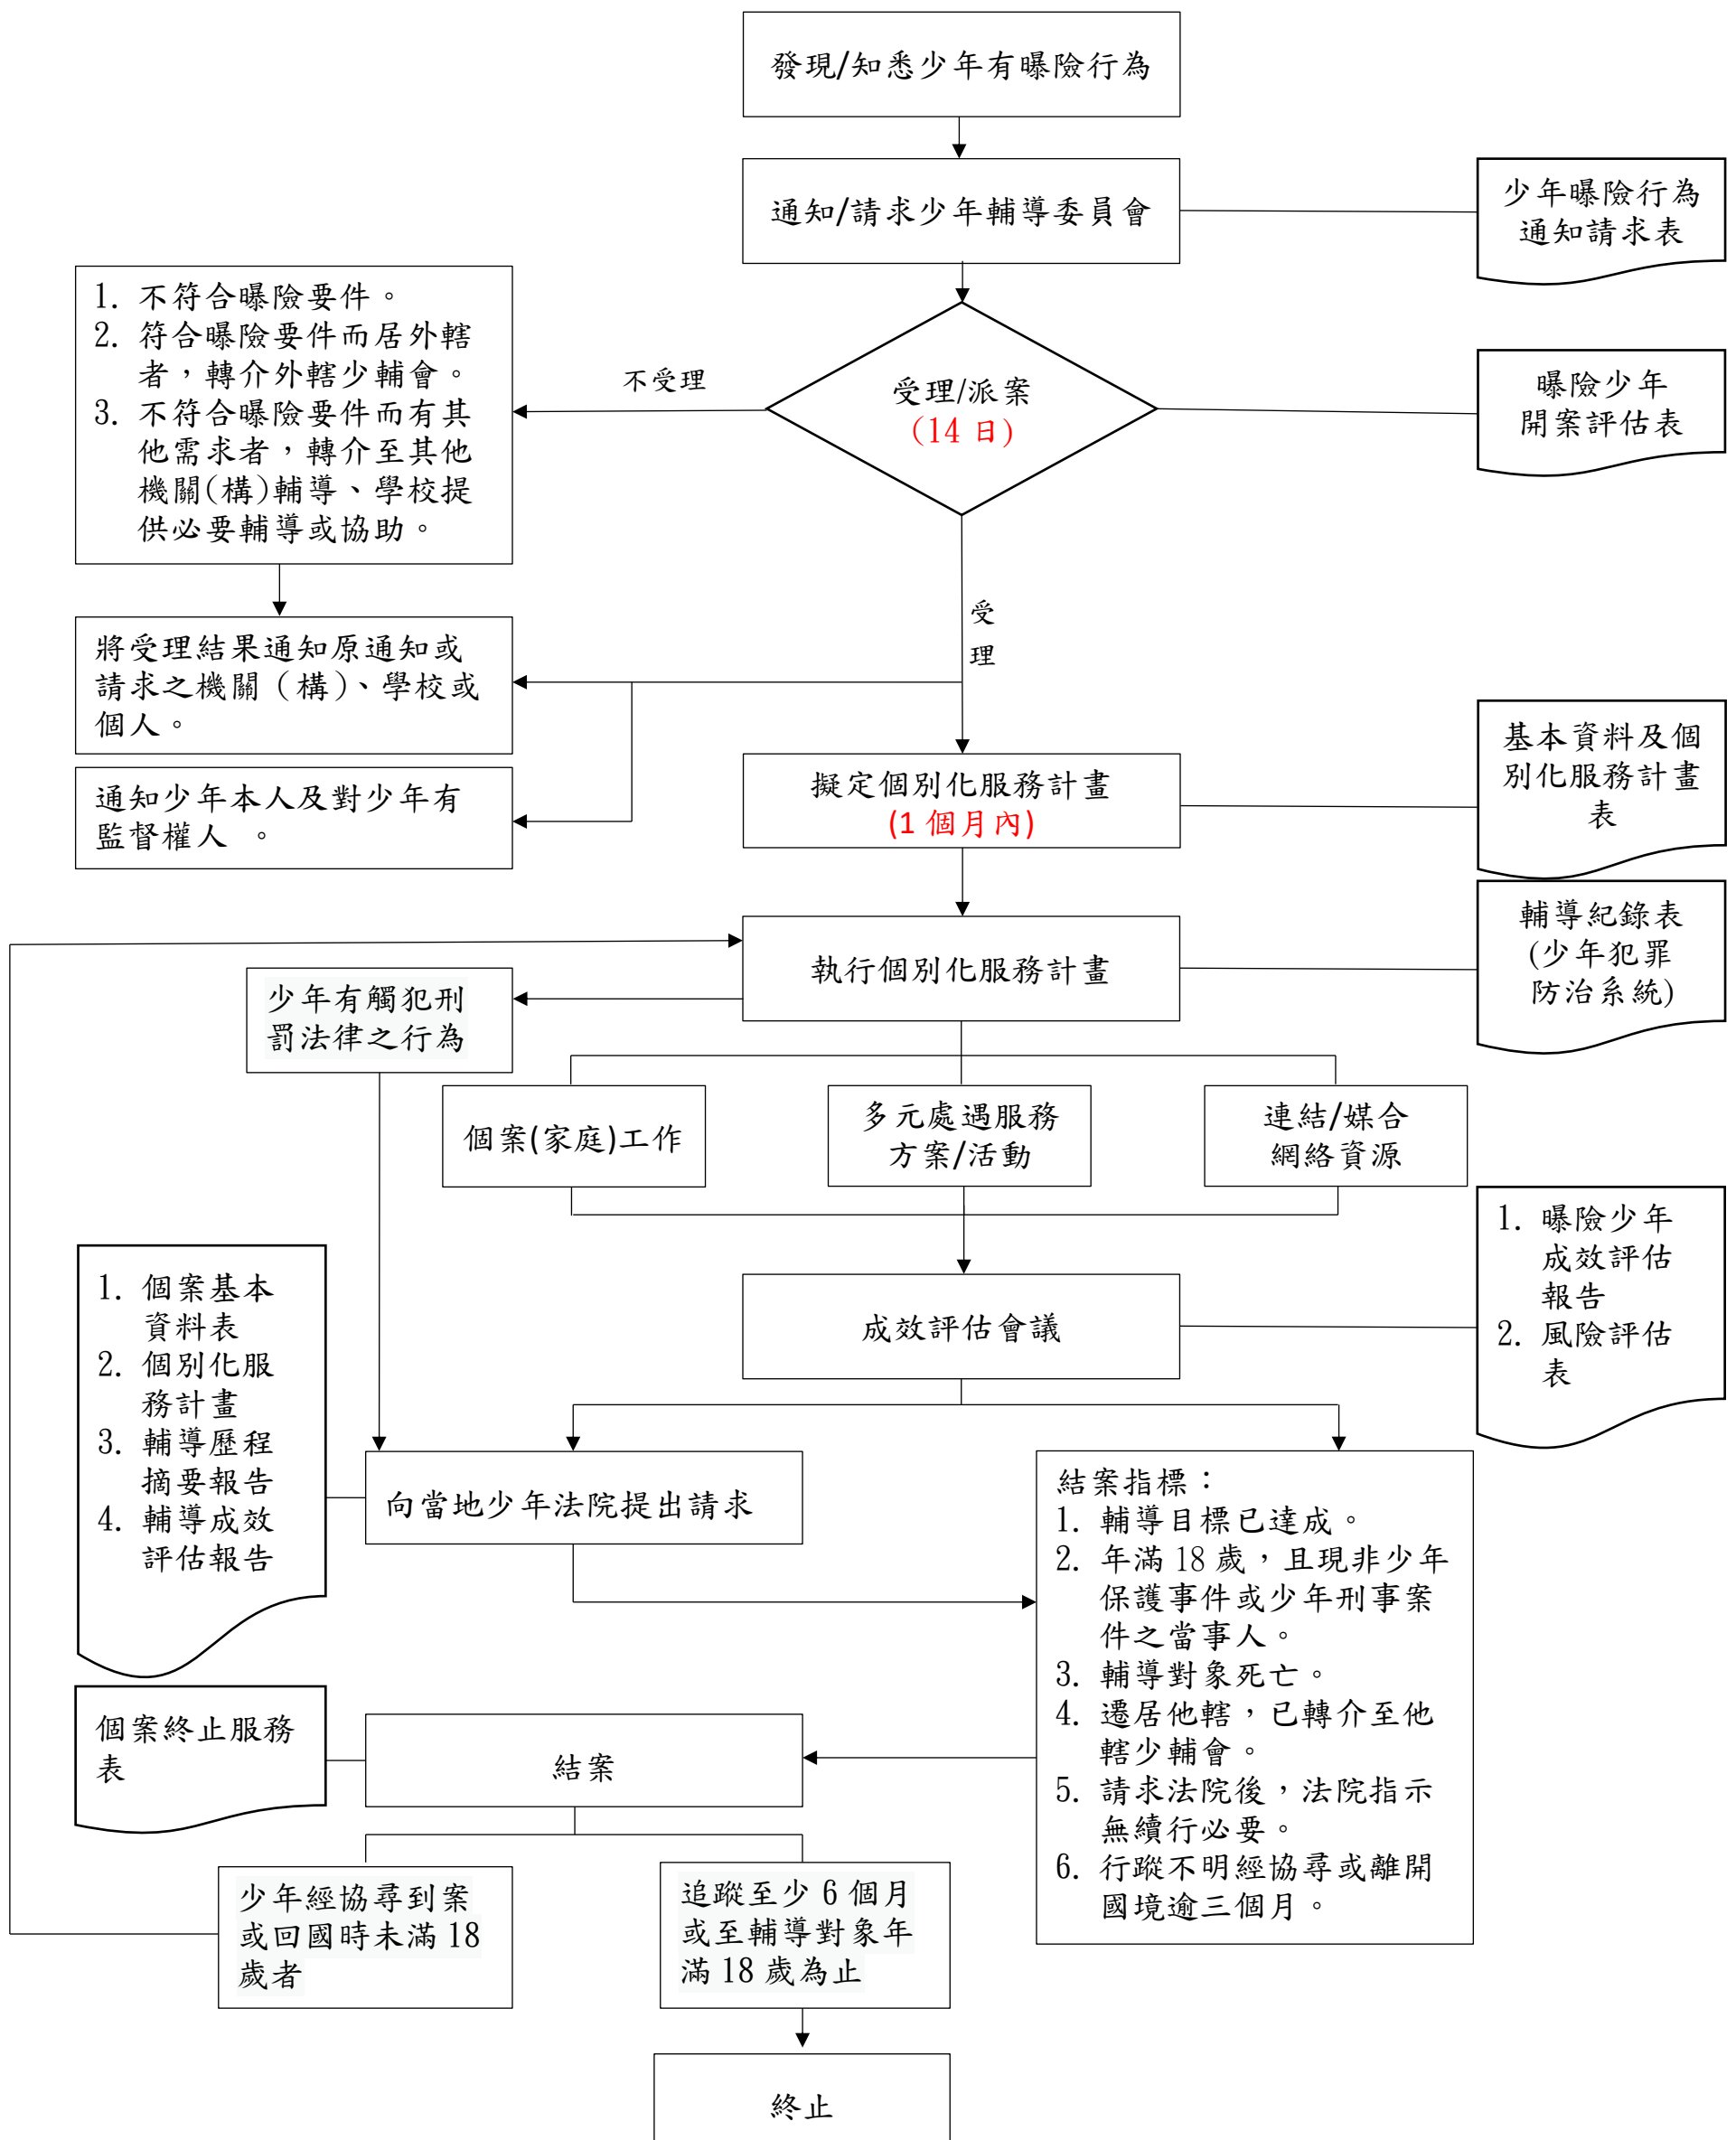 發現/知悉少年有曝險行為
通知/請求少年輔導委員會
少年曝險行為
通知請求表
1. 不符合曝險要件。
2. 符合曝險要件而居外轄
者，轉介外轄少輔會。
3. 不符合曝險要件而有其
他需求者，轉介至其他
機關(構)輔導、學校提
供必要輔導或協助。
不受理
受理/派案
(14 日)
曝險少年
開案評估表
受
理
將受理結果通知原通知或
請求之機關（構）、學校或
個人。
通知少年本人及對少年有
監督權人 。
擬定個別化服務計畫
(1 個月內)
基本資料及個
別化服務計畫
表
執行個別化服務計畫
輔導紀錄表
(少年犯罪
防治系統)
少年有觸犯刑
罰法律之行為
個案(家庭)工作
多元處遇服務
方案/活動
連結/媒合
網絡資源
成效評估會議
1. 曝險少年
成效評估
報告
2. 風險評估
表
1. 個案基本
資料表
2. 個別化服
務計畫
3. 輔導歷程
摘要報告
4. 輔導成效
評估報告
向當地少年法院提出請求
結案指標：
1. 輔導目標已達成。
2. 年滿 18 歲，且現非少年
保護事件或少年刑事案
件之當事人。
3. 輔導對象死亡。
4. 遷居他轄，已轉介至他
轄少輔會。
5. 請求法院後，法院指示
無續行必要。
6. 行蹤不明經協尋或離開
國境逾三個月。
個案終止服務
表
結案
少年經協尋到案
或回國時未滿 18
歲者
追蹤至少 6 個月
或至輔導對象年
滿 18 歲為止
終止